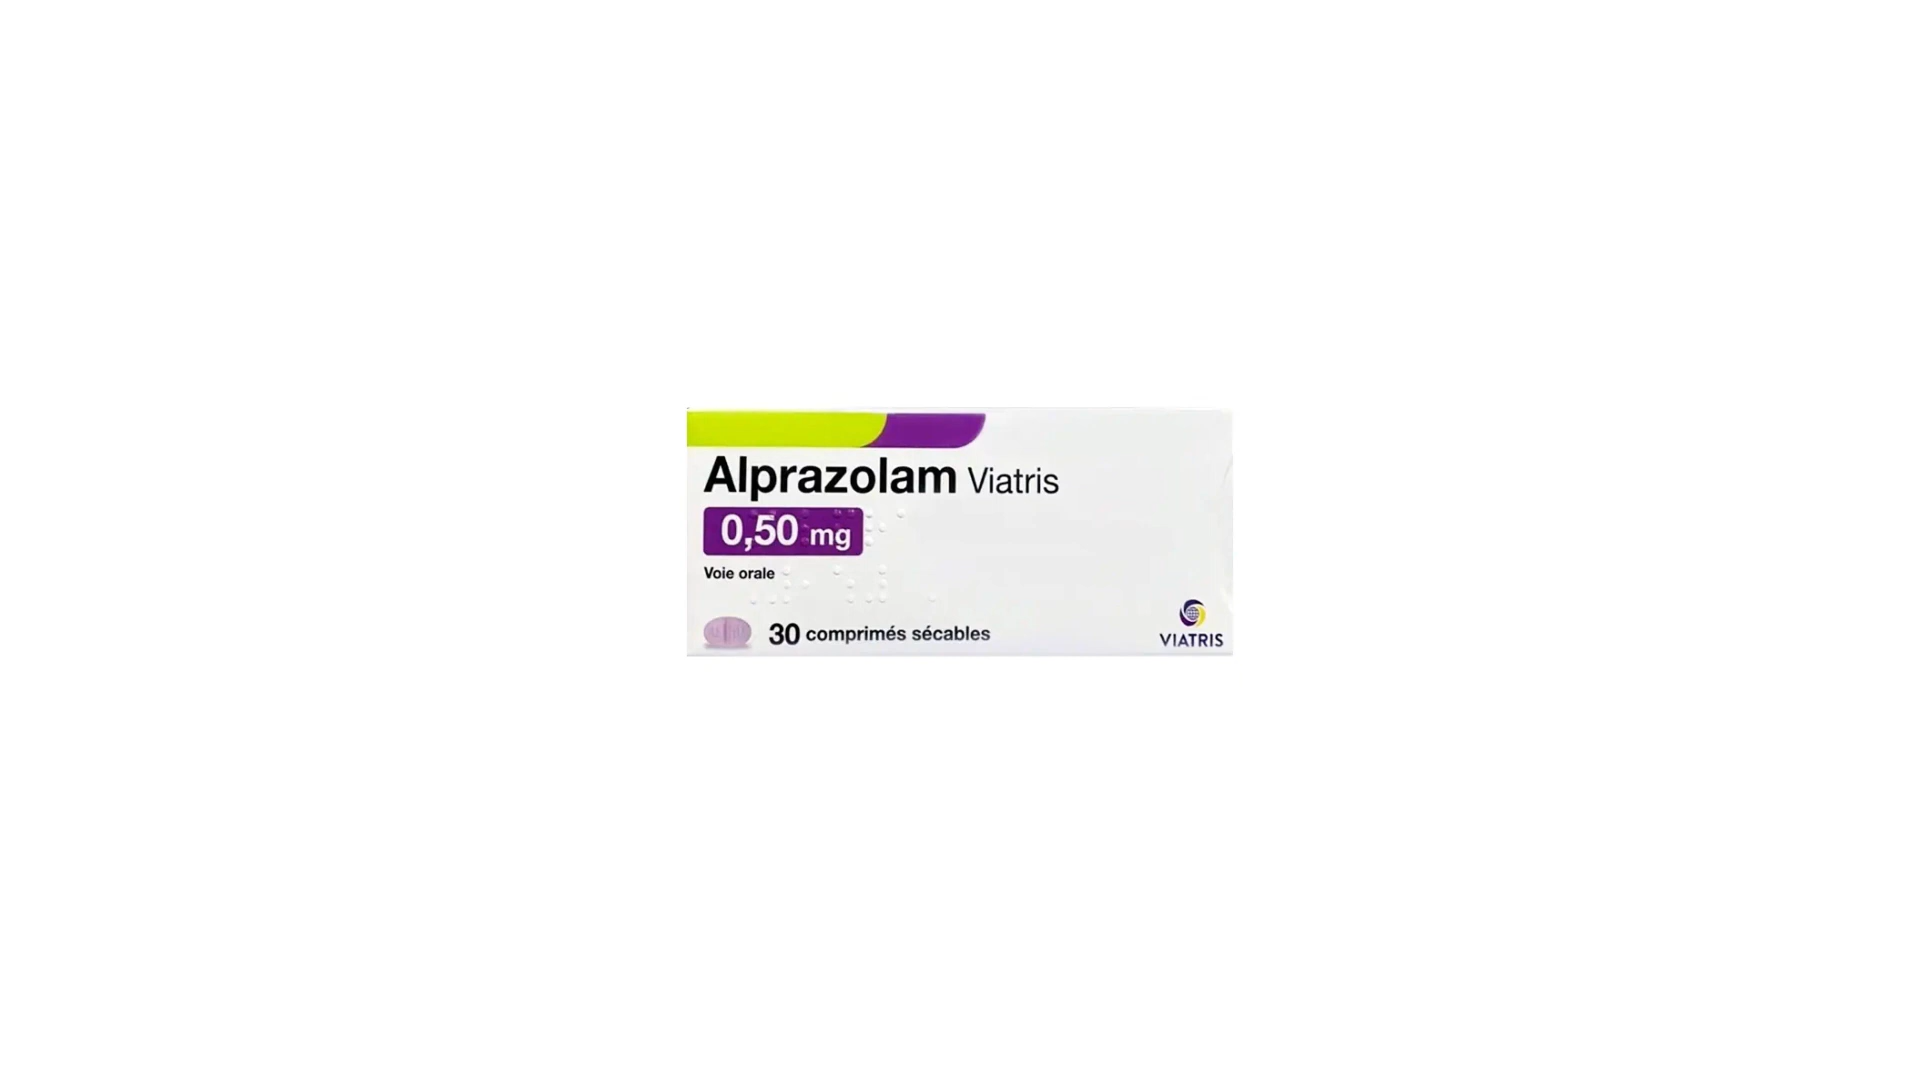 Alprazolam Viatris
0,50 mg
Voie orale
30 comprimés sécables
VIATRIS